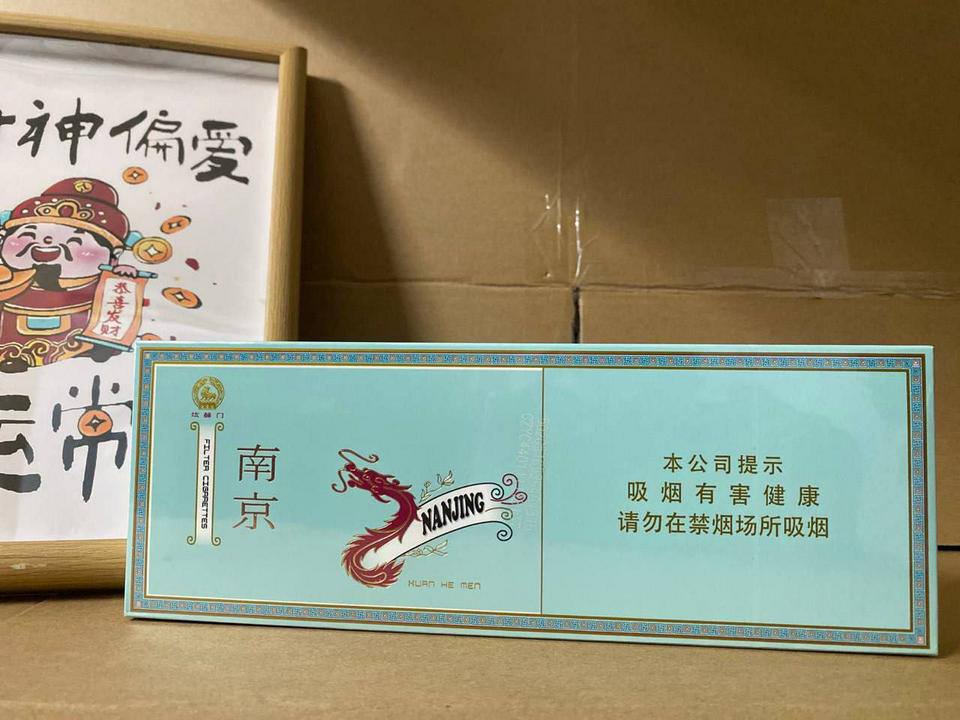 神偏爱
恭喜发财
常
炫赫门
FILTER CIGARETTES
南京
NANJING
XUAN HE MEN
本公司提示
吸烟有害健康
请勿在禁烟场所吸烟